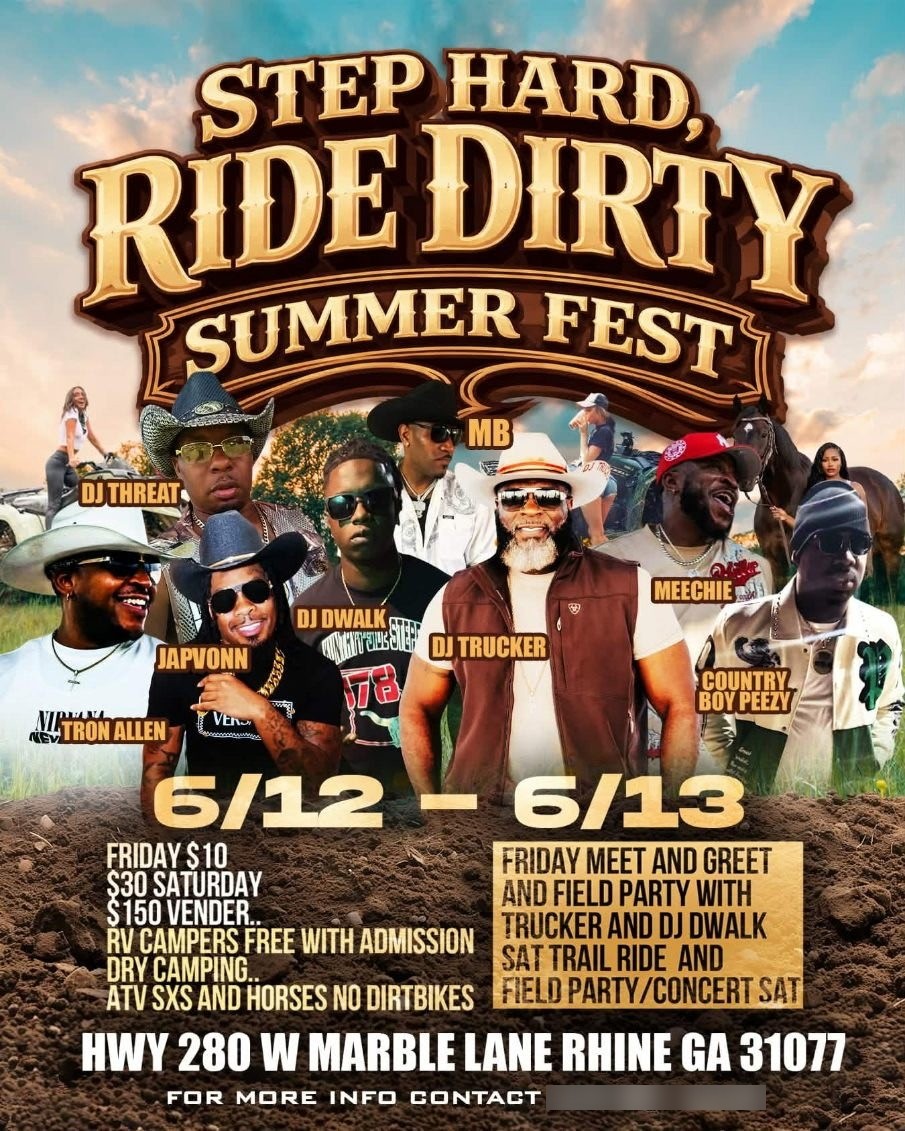 STEP HARD,
RIDE DIRTY
SUMMER FEST
MB
DJ THREAT
MEECHIE
DJ DWALK
DJ TRUCKER
JAPVONN
COUNTRY
BOY PEEZY
TRON ALLEN
NIRVANA
6/12 – 6/13
FRIDAY $10
$30 SATURDAY
$150 VENDER..
RV CAMPERS FREE WITH ADMISSION
DRY CAMPING..
ATV SXS AND HORSES NO DIRTBIKES
FRIDAY MEET AND GREET
AND FIELD PARTY WITH
TRUCKER AND DJ DWALK
SAT TRAIL RIDE AND
FIELD PARTY/CONCERT SAT
HWY 280 W MARBLE LANE RHINE GA 31077
FOR MORE INFO CONTACT